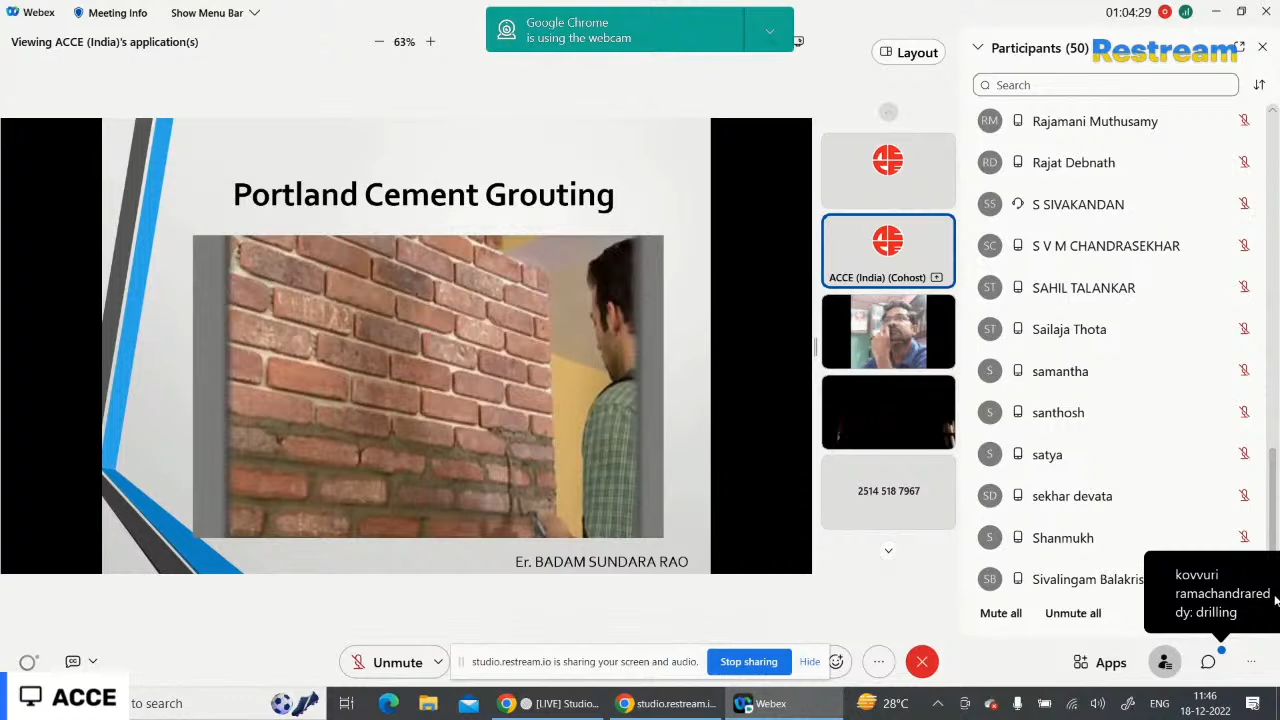 Webex
Meeting Info
Show Menu Bar
Google Chrome
is using the webcam
01:04:29
Viewing ACCE (India)'s application(s)
63%
Layout
Participants (50)
Restream
Search
Portland Cement Grouting
Er. BADAM SUNDARA RAO
ACCE (India) (Cohost)
2514 518 7967
RM Rajamani Muthusamy
RD Rajat Debnath
SS S SIVAKANDAN
SC S V M CHANDRASEKHAR
ST SAHIL TALANKAR
ST Sailaja Thota
S samantha
S santhosh
S satya
SD sekhar devata
S Shanmukh
SB Sivalingam Balakris
kovvuri
ramachandrared
dy: drilling
Mute all
Unmute all
CC
Unmute
studio.restream.io is sharing your screen and audio.
Stop sharing
Hide
Apps
ACCE
to search
[LIVE] Studio...
studio.restream.i...
Webex
28°C
ENG
11:46
18-12-2022